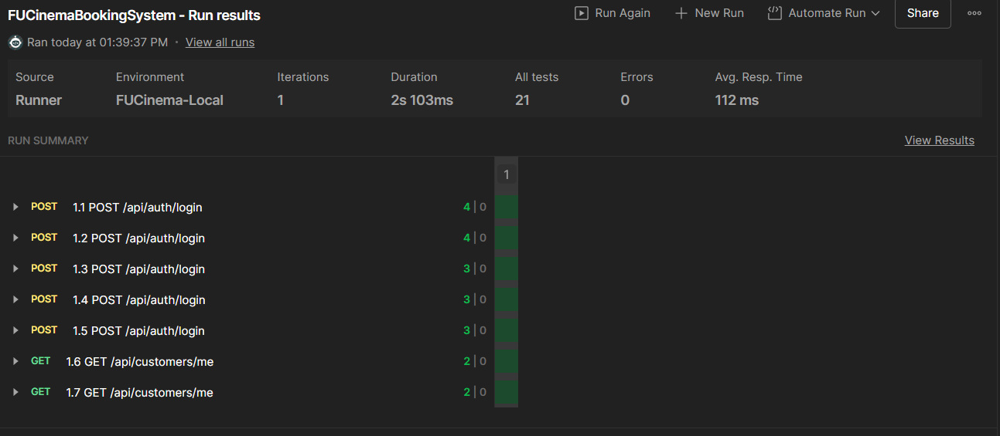 FUCinemaBookingSystem - Run results
Run Again
New Run
Automate Run
Share
Ran today at 01:39:37 PM · View all runs
Source Environment Iterations Duration All tests Errors Avg. Resp. Time
Runner FUCinema-Local 1 2s 103ms 21 0 112 ms
RUN SUMMARY View Results
1
POST 1.1 POST /api/auth/login 4 | 0
POST 1.2 POST /api/auth/login 4 | 0
POST 1.3 POST /api/auth/login 3 | 0
POST 1.4 POST /api/auth/login 3 | 0
POST 1.5 POST /api/auth/login 3 | 0
GET 1.6 GET /api/customers/me 2 | 0
GET 1.7 GET /api/customers/me 2 | 0